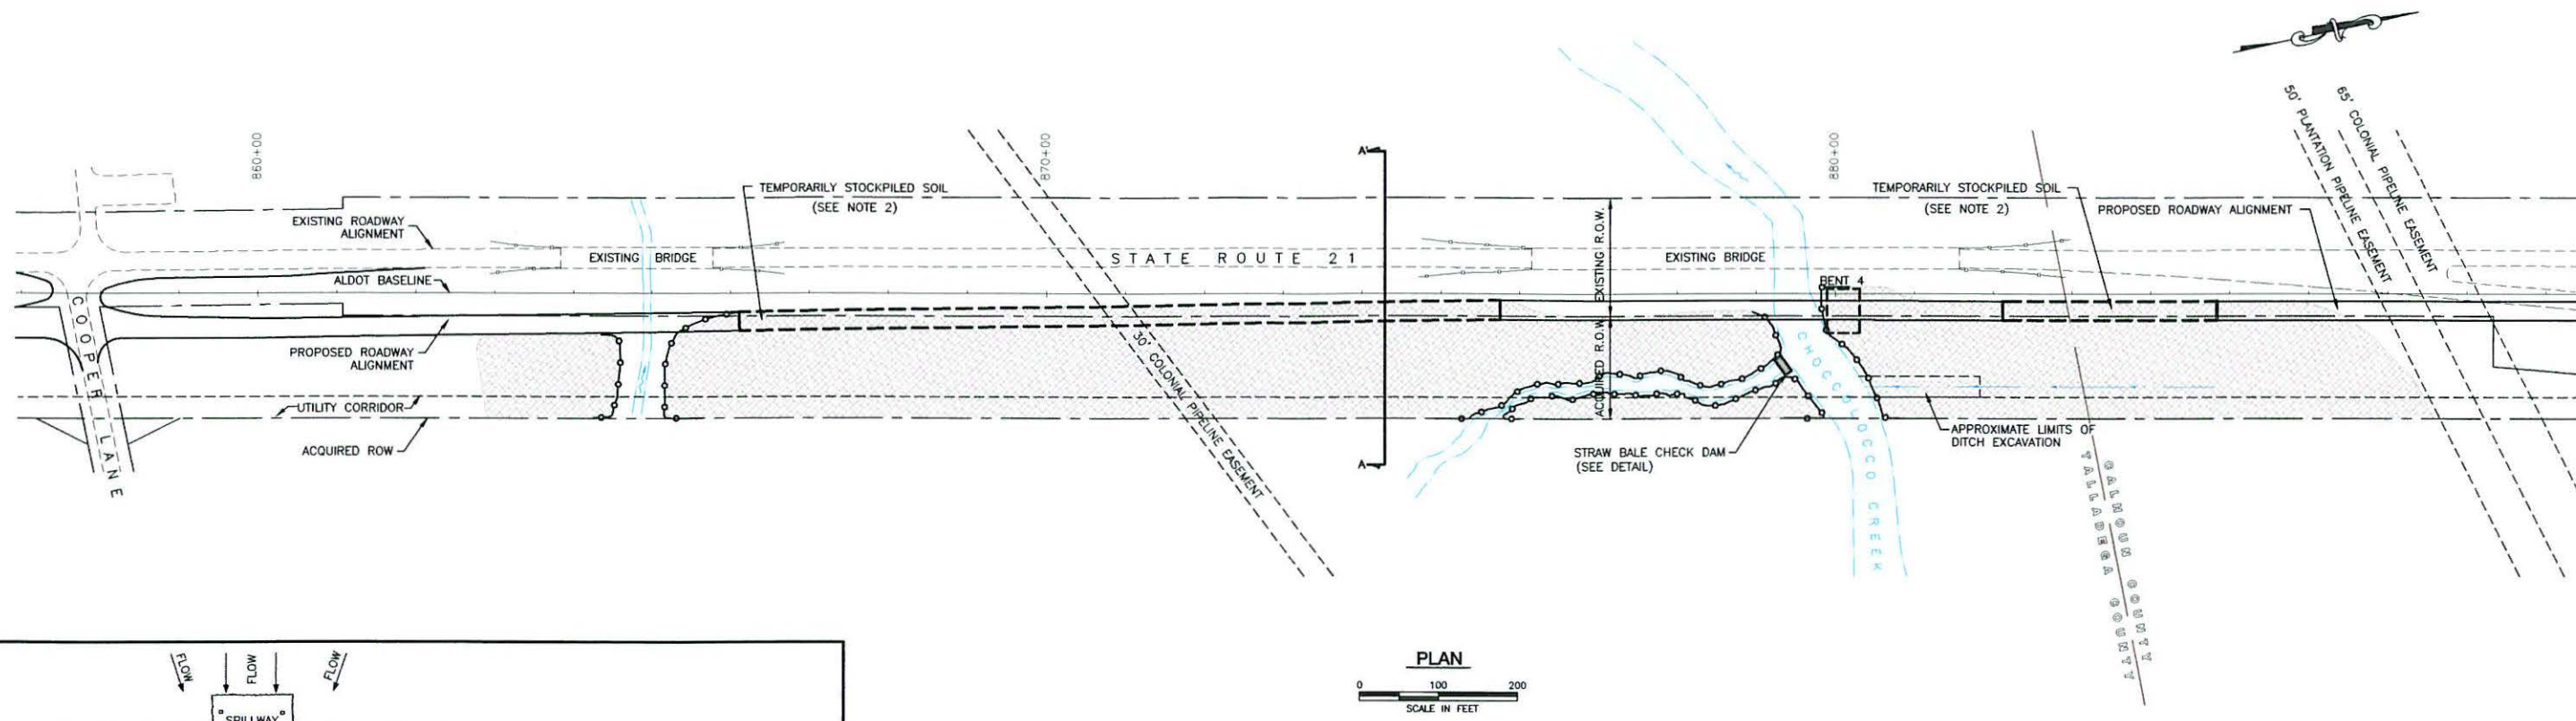 860+00
870+00
880+00
50' PLANTATION PIPELINE EASEMENT
65' COLONIAL PIPELINE EASEMENT
A'
TEMPORARILY STOCKPILED SOIL
(SEE NOTE 2)
TEMPORARILY STOCKPILED SOIL
(SEE NOTE 2)
PROPOSED ROADWAY ALIGNMENT
EXISTING ROADWAY
ALIGNMENT
EXISTING R.O.W.
EXISTING BRIDGE
STATE ROUTE 21
EXISTING BRIDGE
ALDOT BASELINE
BENT 4
COOPER LANE
PROPOSED ROADWAY
ALIGNMENT
30' COLONIAL PIPELINE EASEMENT
ACQUIRED R.O.W.
CHOCCOLOCCO CREEK
UTILITY CORRIDOR
ACQUIRED ROW
APPROXIMATE LIMITS OF
DITCH EXCAVATION
STRAW BALE CHECK DAM
(SEE DETAIL)
A
CALHOUN COUNTY
TALLADEGA COUNTY
FLOW
FLOW
FLOW
SPILLWAY
PLAN
0 100 200
SCALE IN FEET